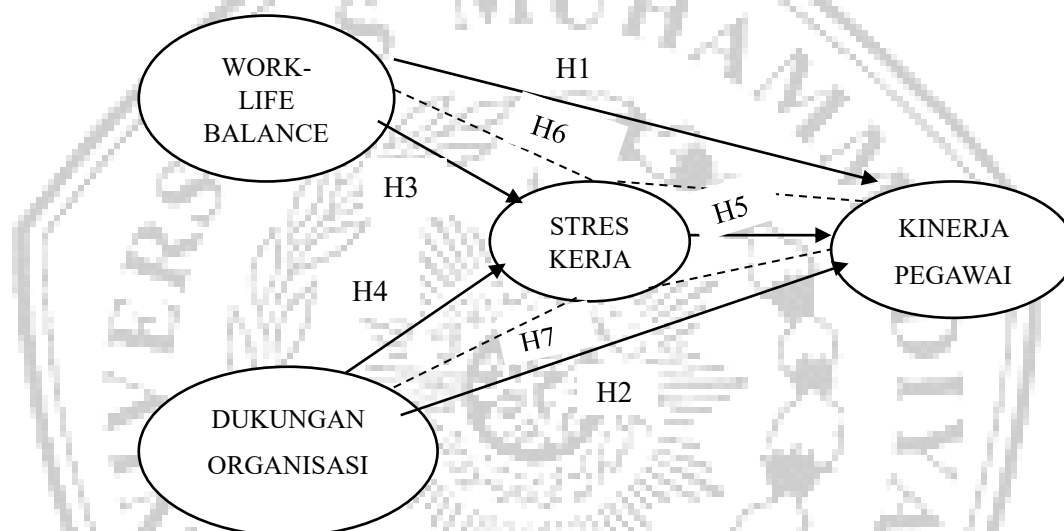 WORK-
LIFE
BALANCE
H1
H6
H3
STRES
KERJA
H5
KINERJA
PEGAWAI
H4
H7
H2
DUKUNGAN
ORGANISASI